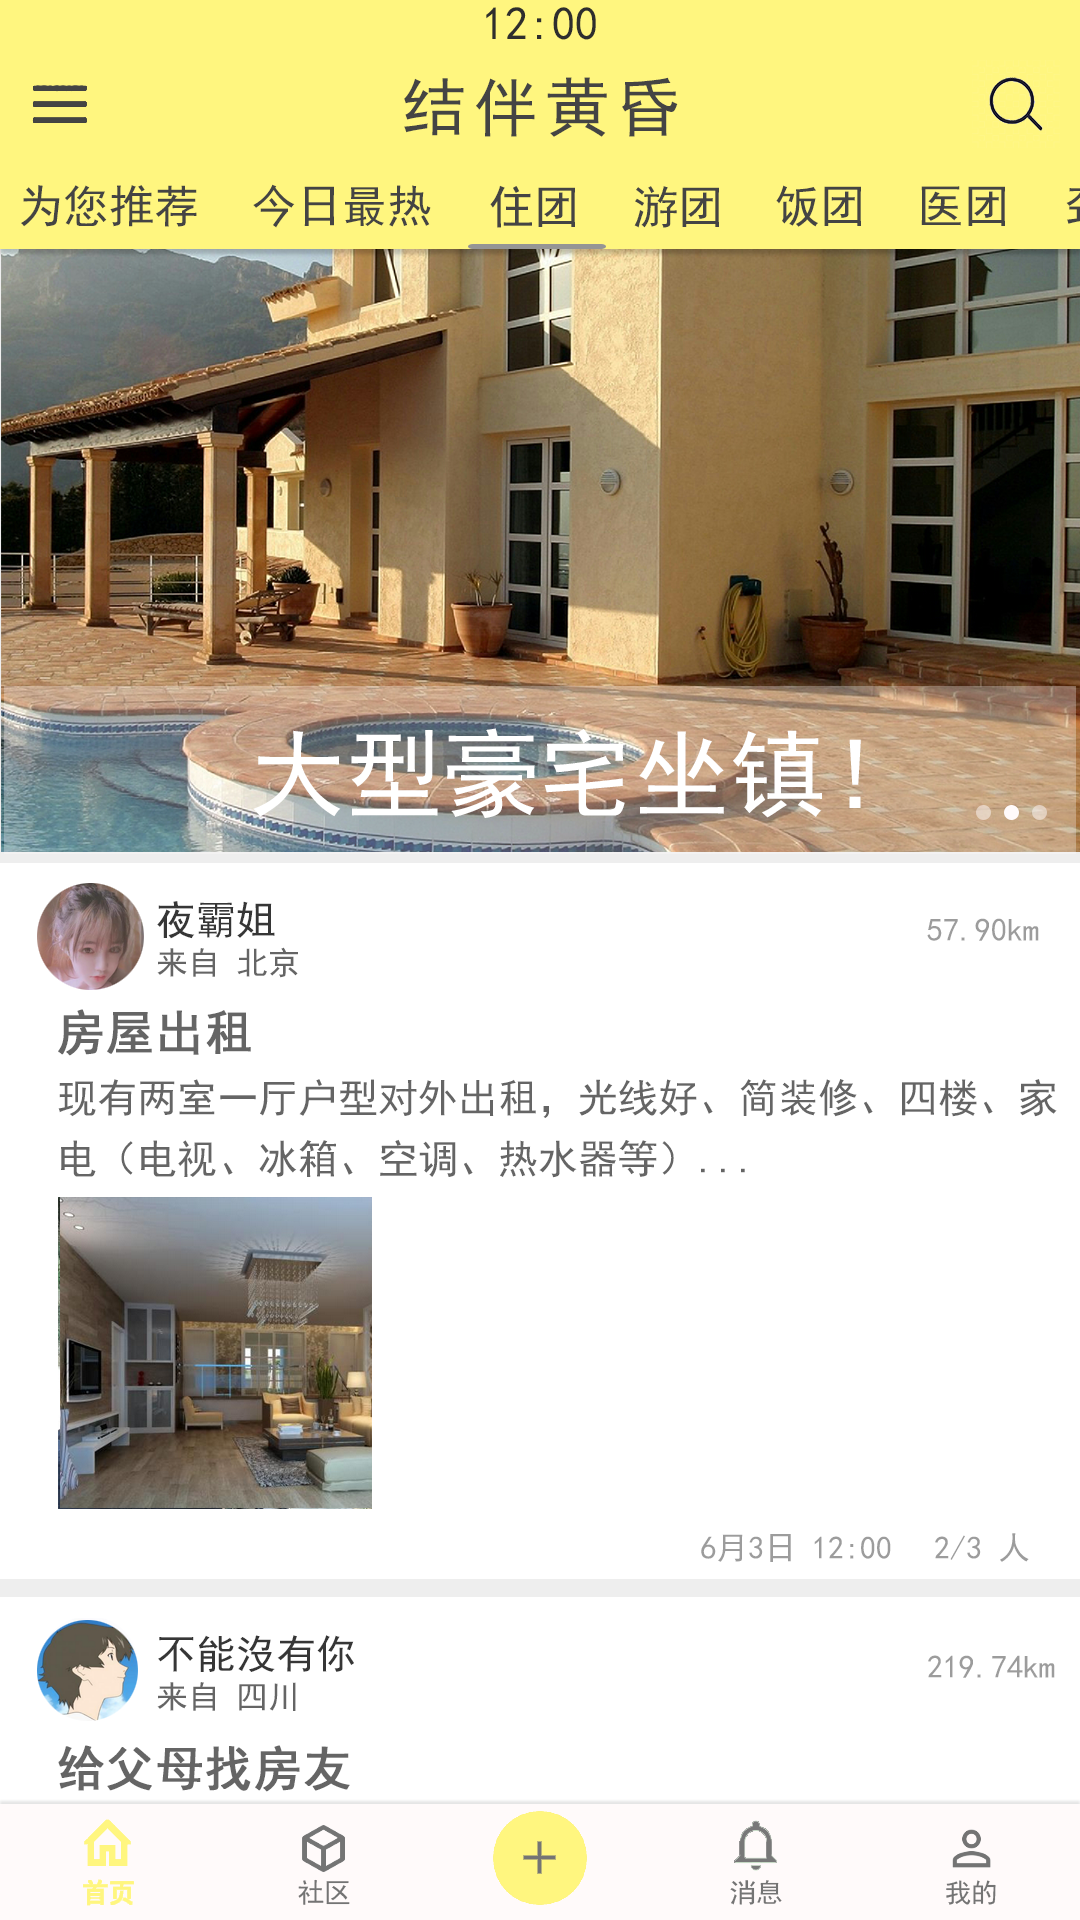 12:00
结伴黄昏
为您推荐 今日最热 住团 游团 饭团 医团
大型豪宅坐镇！
夜霸姐
57.90km
来自 北京
房屋出租
现有两室一厅户型对外出租，光线好、简装修、四楼、家
电（电视、冰箱、空调、热水器等）...
6月3日 12:00 2/3 人
不能沒有你
219.74km
来自 四川
给父母找房友
首页 社区 消息 我的